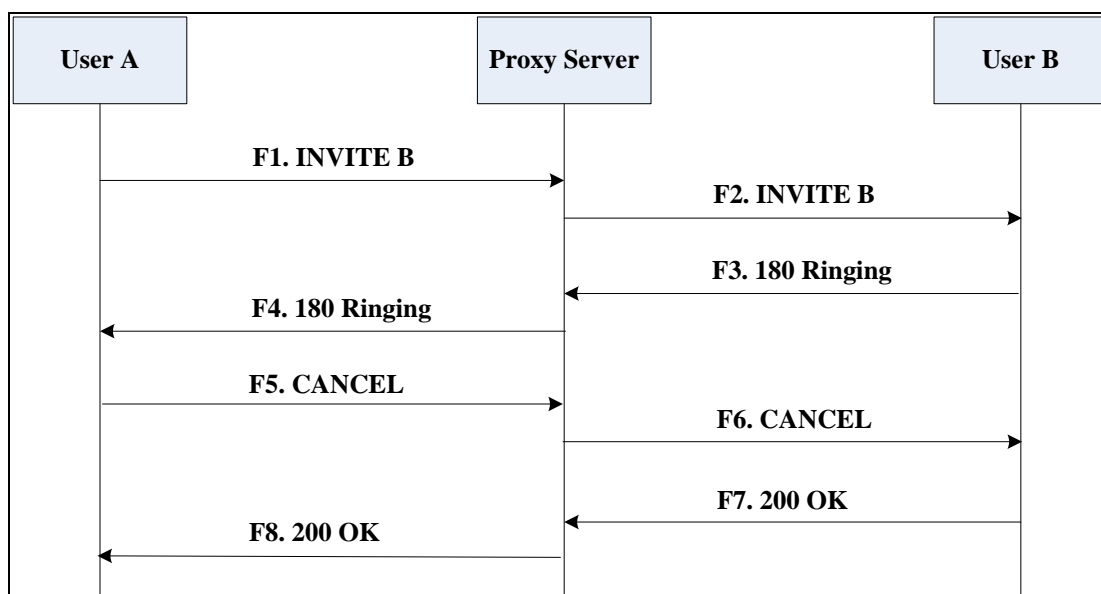 User A
Proxy Server
User B
F1. INVITE B
F2. INVITE B
F3. 180 Ringing
F4. 180 Ringing
F5. CANCEL
F6. CANCEL
F7. 200 OK
F8. 200 OK